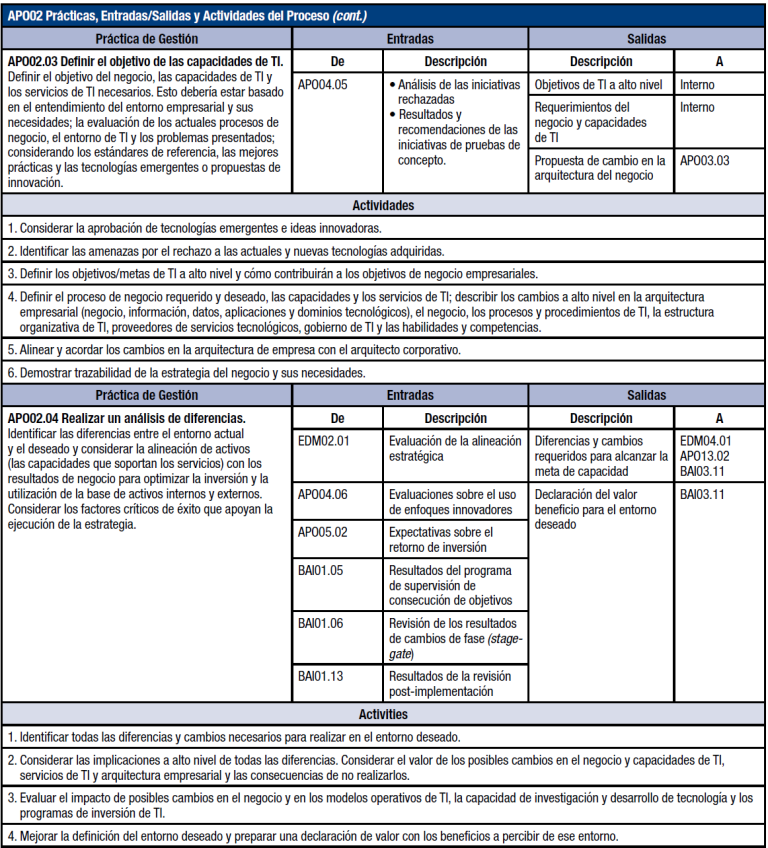 APO02 Prácticas, Entradas/Salidas y Actividades del Proceso (cont.)
Práctica de Gestión
Entradas
Salidas
APO02.03 Definir el objetivo de las capacidades de TI.
Definir el objetivo del negocio, las capacidades de TI y
los servicios de TI necesarios. Esto debería estar basado
en el entendimiento del entorno empresarial y sus
necesidades; la evaluación de los actuales procesos de
negocio, el entorno de TI y los problemas presentados;
considerando los estándares de referencia, las mejores
prácticas y las tecnologías emergentes o propuestas de
innovación.
De
Descripción
Descripción
A
APO04.05
• Análisis de las iniciativas
rechazadas
• Resultados y
recomendaciones de las
iniciativas de pruebas de
concepto.
Objetivos de TI a alto nivel
Interno
Requerimientos del
negocio y capacidades
de TI
Interno
Propuesta de cambio en la
arquitectura del negocio
APO03.03
Actividades
1. Considerar la aprobación de tecnologías emergentes e ideas innovadoras.
2. Identificar las amenazas por el rechazo a las actuales y nuevas tecnologías adquiridas.
3. Definir los objetivos/metas de TI a alto nivel y cómo contribuirán a los objetivos de negocio empresariales.
4. Definir el proceso de negocio requerido y deseado, las capacidades y los servicios de TI; describir los cambios a alto nivel en la arquitectura
empresarial (negocio, información, datos, aplicaciones y dominios tecnológicos), el negocio, los procesos y procedimientos de TI, la estructura
organizativa de TI, proveedores de servicios tecnológicos, gobierno de TI y las habilidades y competencias.
5. Alinear y acordar los cambios en la arquitectura de empresa con el arquitecto corporativo.
6. Demostrar trazabilidad de la estrategia del negocio y sus necesidades.
Práctica de Gestión
Entradas
Salidas
APO02.04 Realizar un análisis de diferencias.
Identificar las diferencias entre el entorno actual
y el deseado y considerar la alineación de activos
(las capacidades que soportan los servicios) con los
resultados de negocio para optimizar la inversión y la
utilización de la base de activos internos y externos.
Considerar los factores críticos de éxito que apoyan la
ejecución de la estrategia.
De
Descripción
Descripción
A
EDM02.01
Evaluación de la alineación
estratégica
Diferencias y cambios
requeridos para alcanzar la
meta de capacidad
EDM04.01
APO13.02
BAI03.11
APO04.06
Evaluaciones sobre el uso
de enfoques innovadores
Declaración del valor
beneficio para el entorno
deseado
BAI03.11
APO05.02
Expectativas sobre el
retorno de inversión
BAI01.05
Resultados del programa
de supervisión de
consecución de objetivos
BAI01.06
Revisión de los resultados
de cambios de fase (stage-
gate)
BAI01.13
Resultados de la revisión
post-implementación
Activities
1. Identificar todas las diferencias y cambios necesarios para realizar en el entorno deseado.
2. Considerar las implicaciones a alto nivel de todas las diferencias. Considerar el valor de los posibles cambios en el negocio y capacidades de TI,
servicios de TI y arquitectura empresarial y las consecuencias de no realizarlos.
3. Evaluar el impacto de posibles cambios en el negocio y en los modelos operativos de TI, la capacidad de investigación y desarrollo de tecnología y los
programas de inversión de TI.
4. Mejorar la definición del entorno deseado y preparar una declaración de valor con los beneficios a percibir de ese entorno.